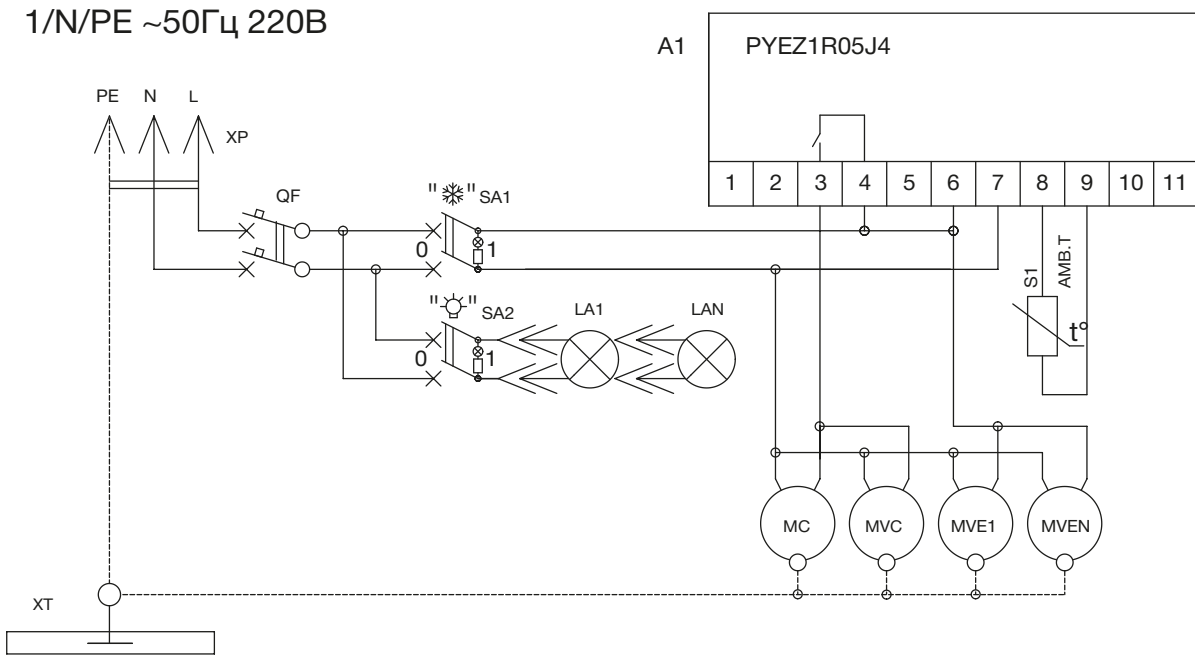 1/N/PE ~50Гц 220В
A1 PYEZ1R05J4
PE N L
XP
1 2 3 4 5 6 7 8 9 10 11
QF
"❄" SA1
0 1
S1
AMB.T
t°
"💡" SA2
0 1
LA1 LAN
MC MVC MVE1 MVEN
XT